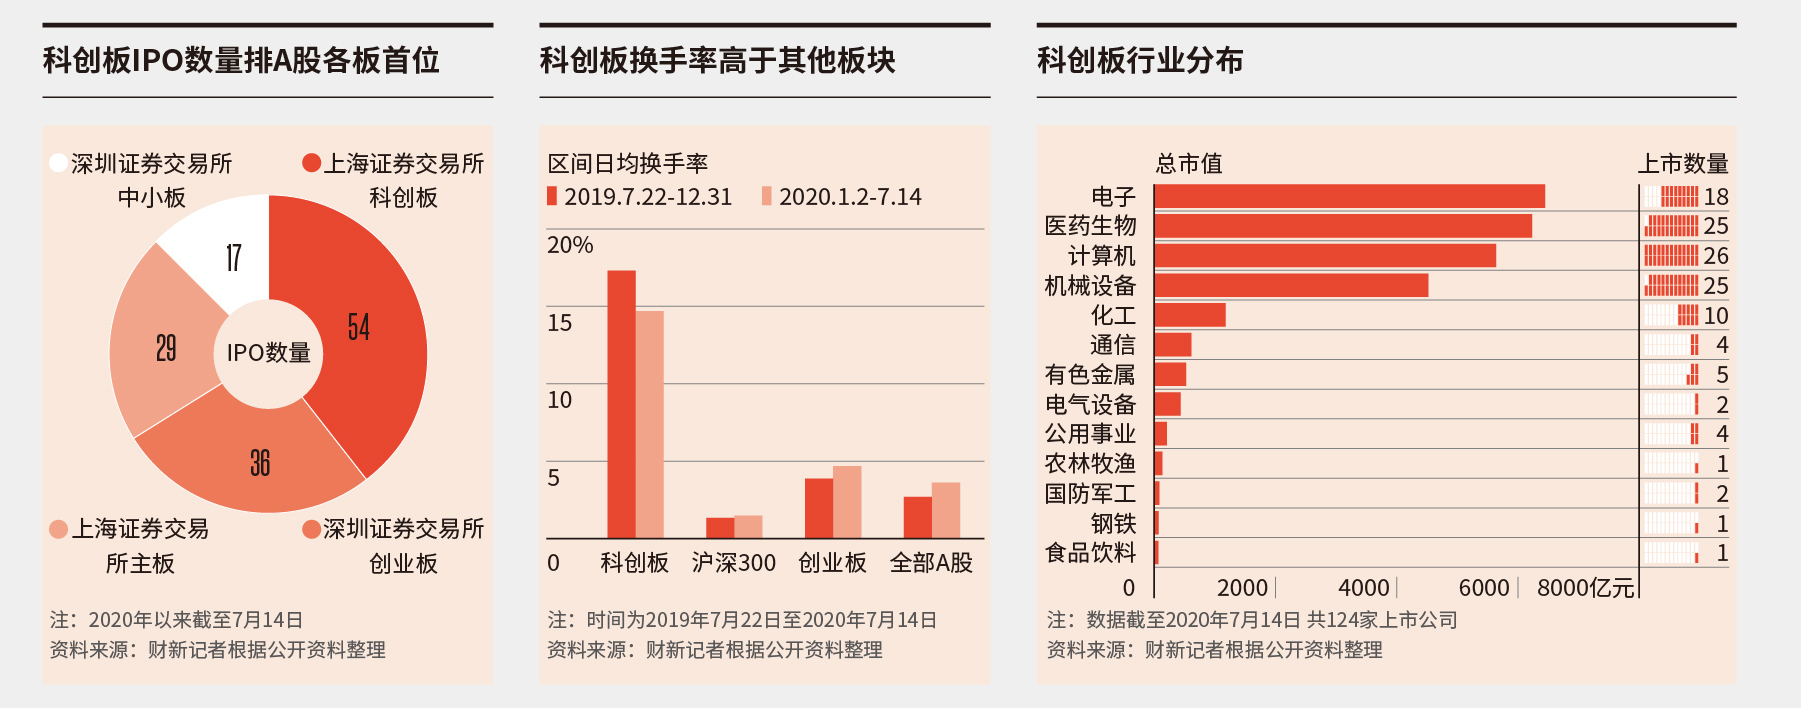 科创板IPO数量排A股各板首位
深圳证券交易所
中小板
上海证券交易所
科创板
17
54
29
IPO数量
36
上海证券交易
所主板
深圳证券交易所
创业板
注：2020年以来截至7月14日
资料来源：财新记者根据公开资料整理
科创板换手率高于其他板块
区间日均换手率
2019.7.22-12.31
2020.1.2-7.14
20%
15
10
5
0
科创板
沪深300
创业板
全部A股
注：时间为2019年7月22日至2020年7月14日
资料来源：财新记者根据公开资料整理
科创板行业分布
总市值
上市数量
电子 18
医药生物 25
计算机 26
机械设备 25
化工 10
通信 4
有色金属 5
电气设备 2
公用事业 4
农林牧渔 1
国防军工 2
钢铁 1
食品饮料 1
0 2000 4000 6000 8000亿元
注：数据截至2020年7月14日 共124家上市公司
资料来源：财新记者根据公开资料整理